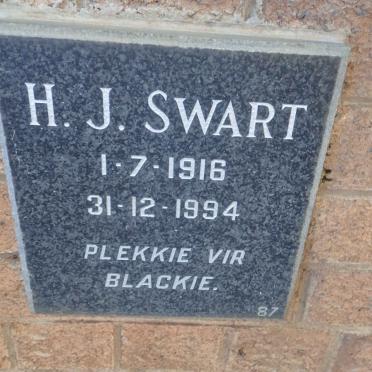 H. J. SWART
1-7-1916
31-12-1994
PLEKKIE VIR
BLACKIE.
87